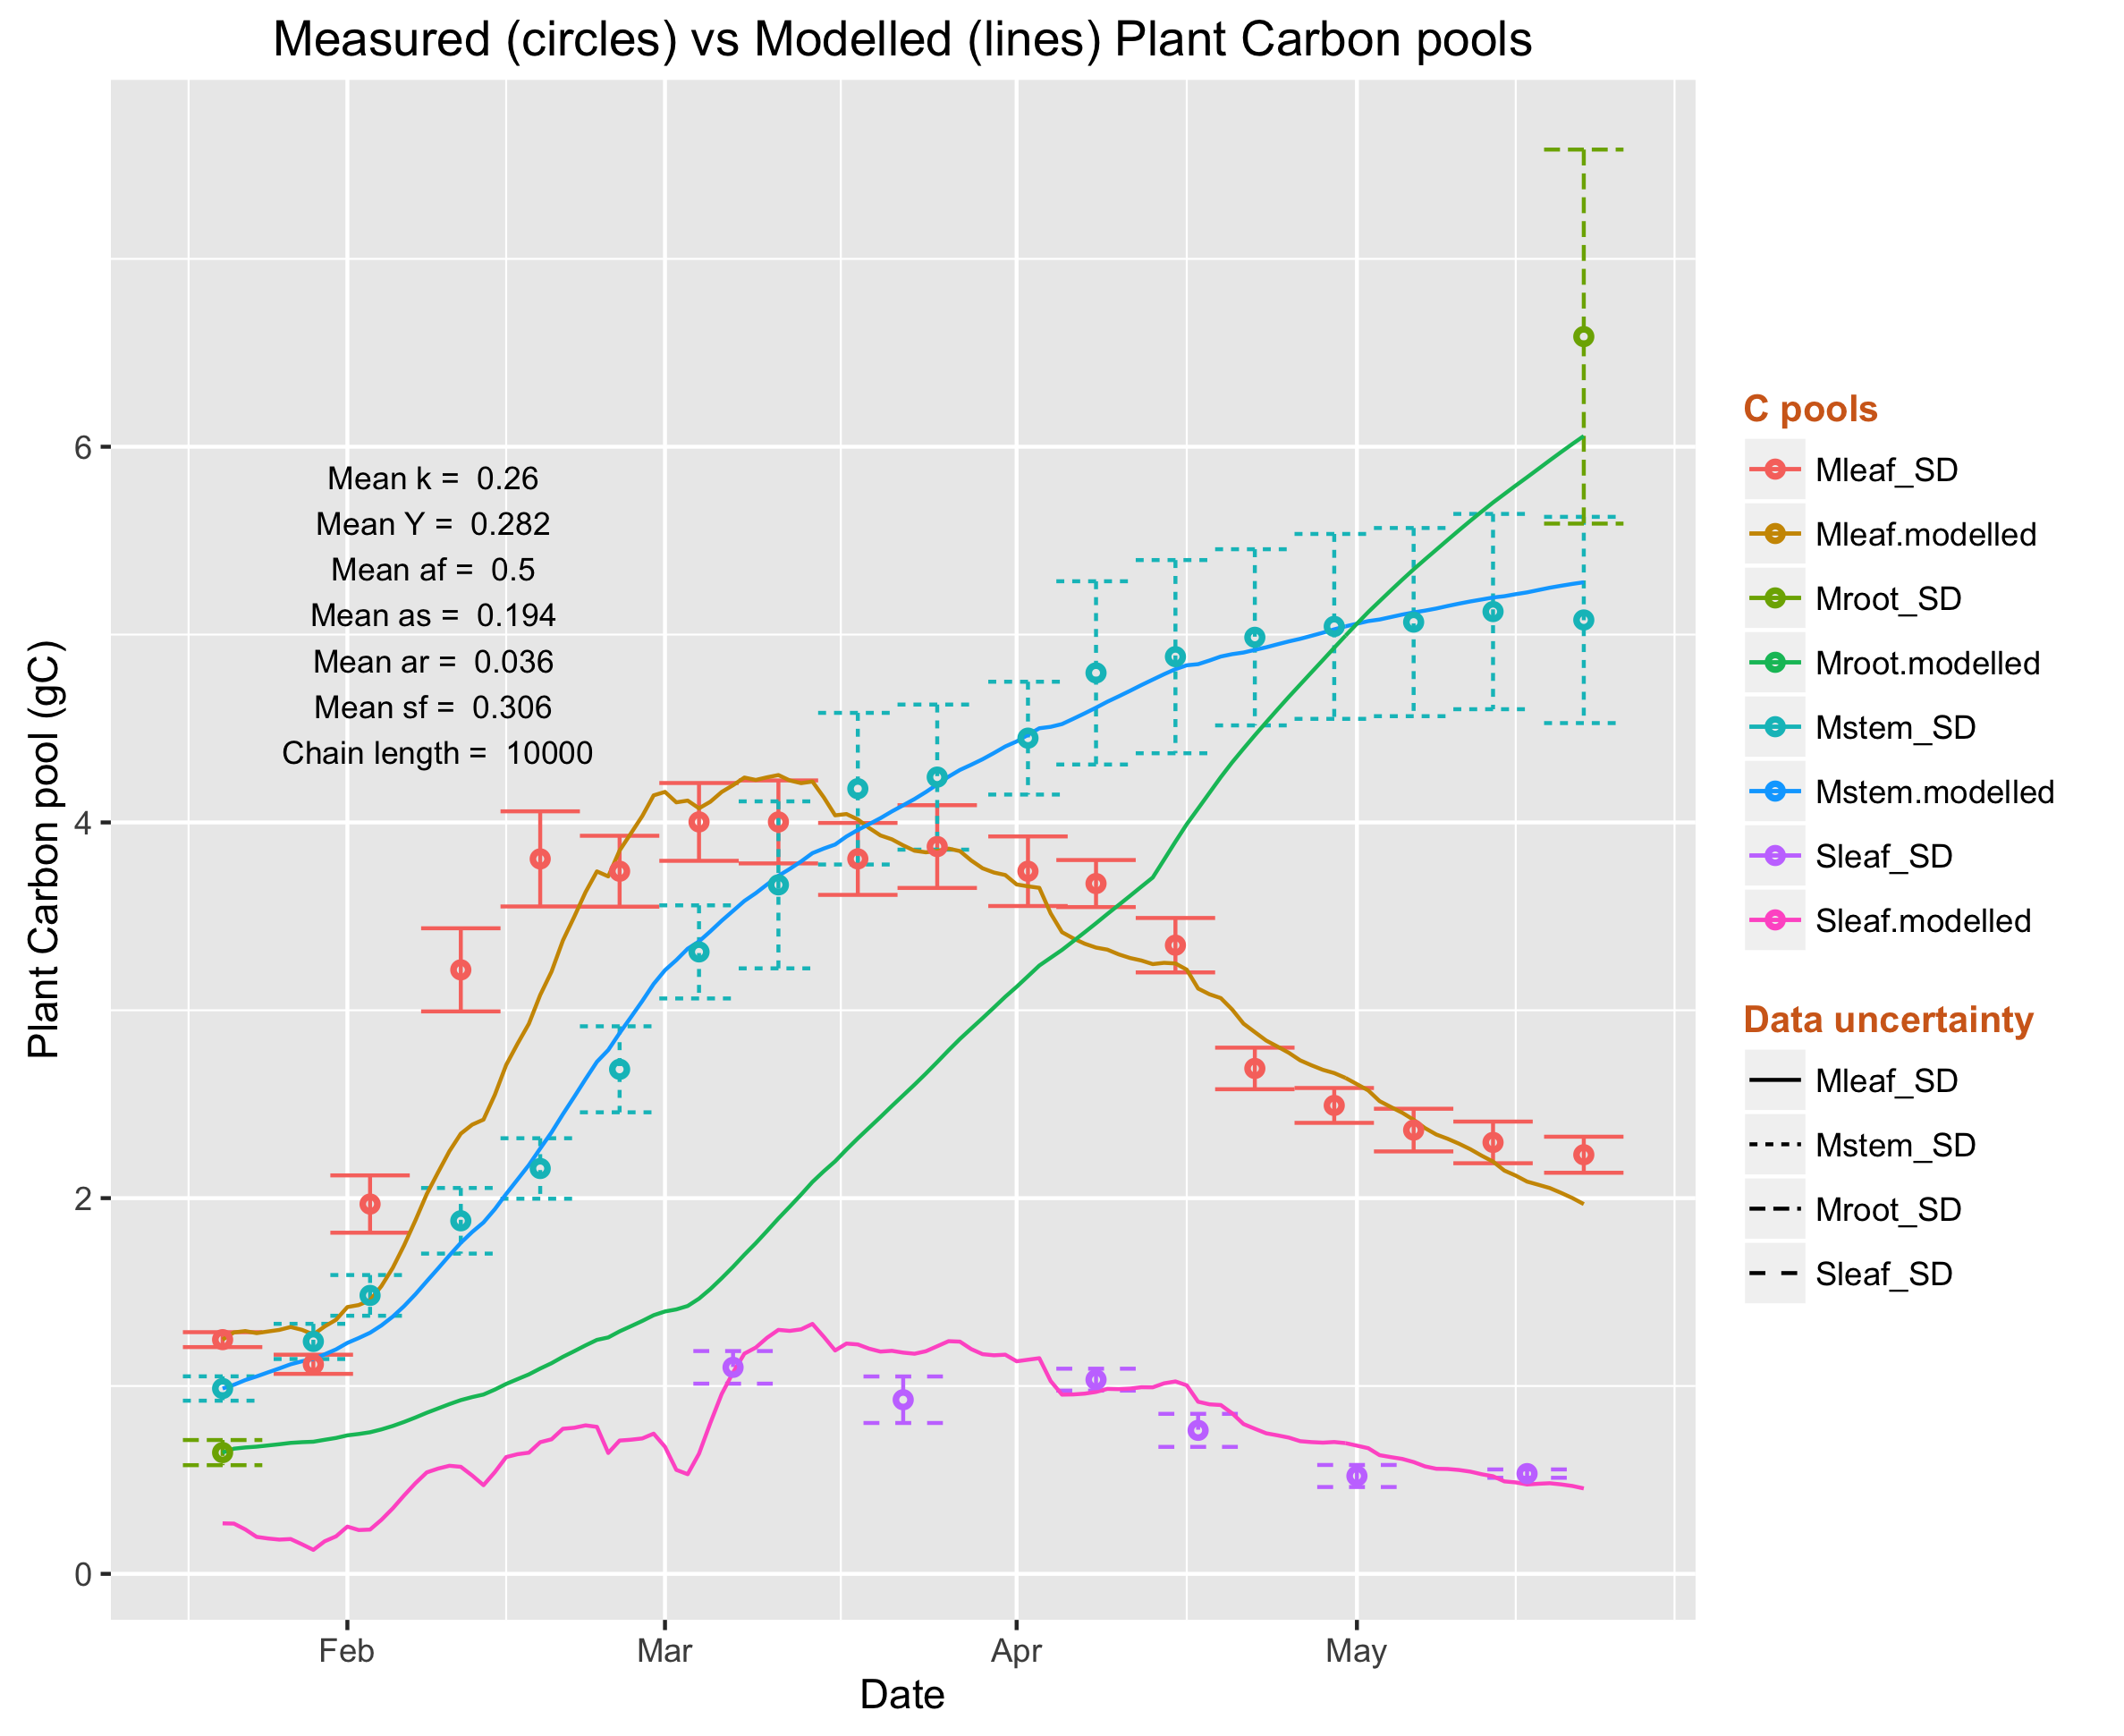 Measured (circles) vs Modelled (lines) Plant Carbon pools
Plant Carbon pool (gC)
6
4
2
0
Mean k = 0.26
Mean Y = 0.282
Mean af = 0.5
Mean as = 0.194
Mean ar = 0.036
Mean sf = 0.306
Chain length = 10000
Feb Mar Apr May
Date
C pools
Mleaf_SD
Mleaf.modelled
Mroot_SD
Mroot.modelled
Mstem_SD
Mstem.modelled
Sleaf_SD
Sleaf.modelled
Data uncertainty
Mleaf_SD
Mstem_SD
Mroot_SD
Sleaf_SD